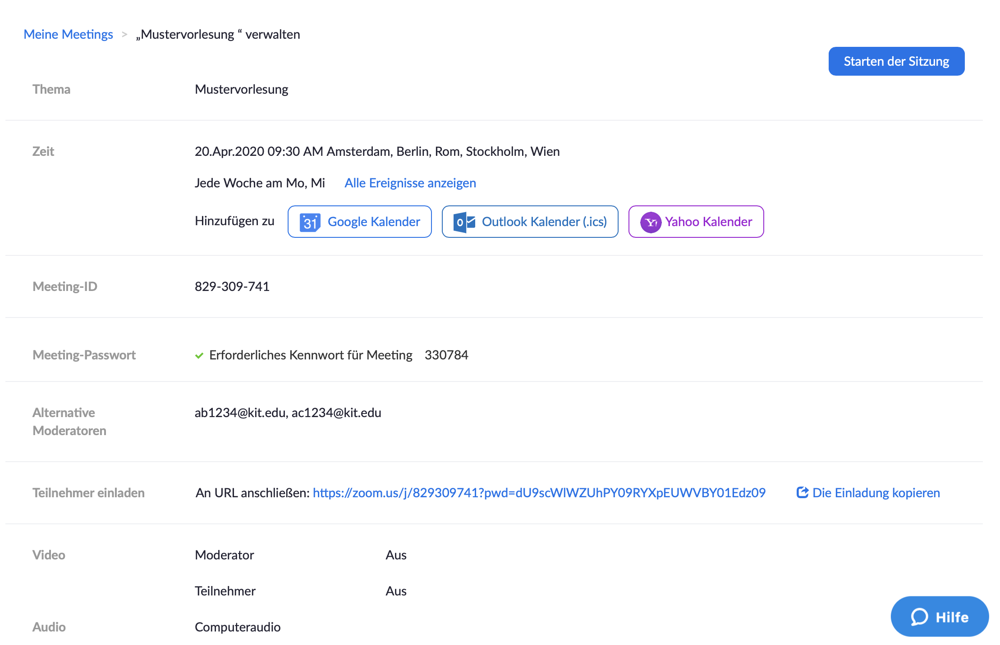 Meine Meetings > „Mustervorlesung “ verwalten
Starten der Sitzung
Thema Mustervorlesung
Zeit 20.Apr.2020 09:30 AM Amsterdam, Berlin, Rom, Stockholm, Wien
Jede Woche am Mo, Mi Alle Ereignisse anzeigen
Hinzufügen zu 31 Google Kalender Outlook Kalender (.ics) Yahoo Kalender
Meeting-ID 829-309-741
Meeting-Passwort Erforderliches Kennwort für Meeting 330784
Alternative Moderatoren ab1234@kit.edu, ac1234@kit.edu
Teilnehmer einladen An URL anschließen: https://zoom.us/j/829309741?pwd=dU9scWlWZUhPY09RYXpEUWVBY01Edz09 Die Einladung kopieren
Video Moderator Aus
Teilnehmer Aus
Audio Computeraudio
Hilfe